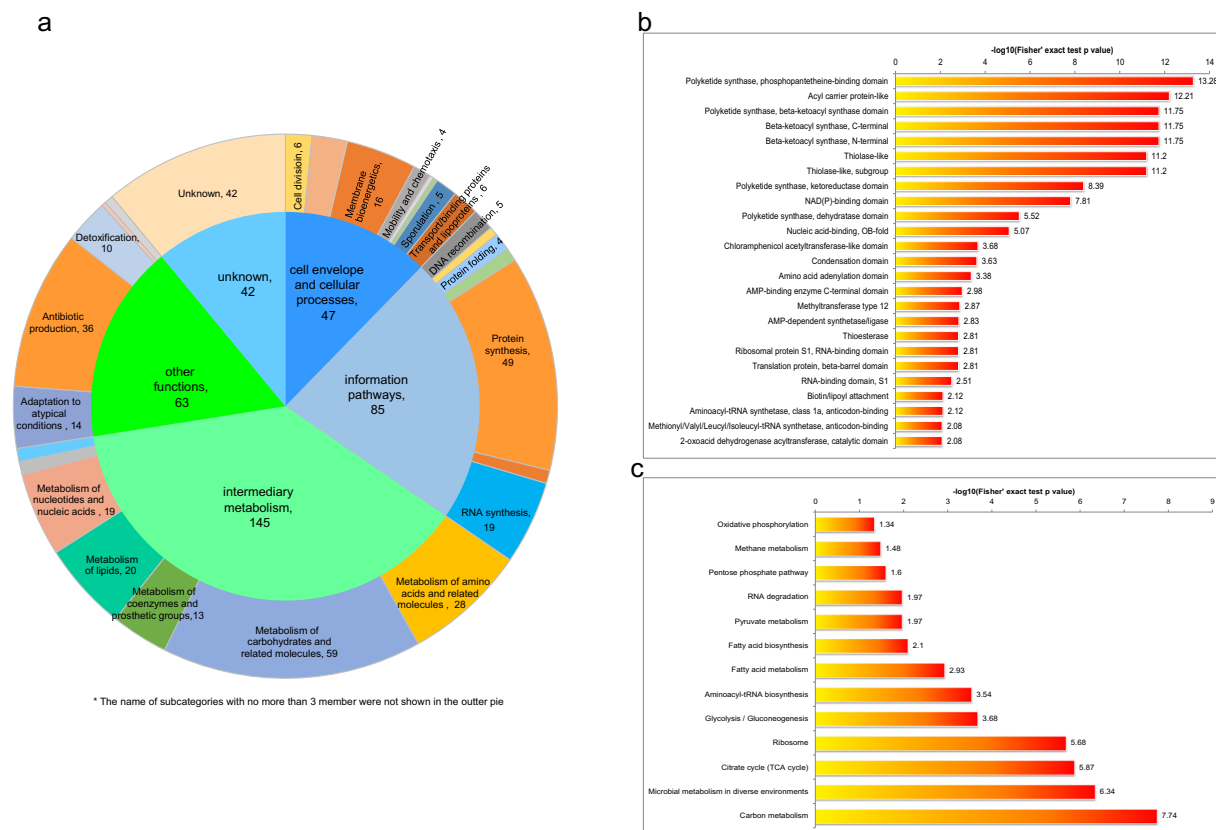 a
Cell divisioin, 6
Membrane
bioenergetics,
16
Mobility and chemotaxis, 4
Sporulation, 5
Transport/binding proteins
and lipoproteins, 6
DNA recombination, 5
Protein folding, 4
Protein synthesis,
49
RNA synthesis,
19
Metabolism of amino
acids and related
molecules , 28
Metabolism of
carbohydrates and
related molecules, 59
Metabolism of
coenzymes and
prosthetic groups,13
Metabolism
of lipids, 20
Metabolism of
nucleotides and
nucleic acids , 19
Adaptation to
atypical
conditions , 14
Antibiotic
production, 36
Detoxification,
10
Unknown, 42
unknown,
42
cell envelope
and cellular
processes,
47
information
pathways,
85
other
functions,
63
intermediary
metabolism,
145
* The name of subcategories with no more than 3 member were not shown in the outter pie
b
-log10(Fisher' exact test p value)
0 2 4 6 8 10 12 14
Polyketide synthase, phosphopantetheine-binding domain 13.28
Acyl carrier protein-like 12.21
Polyketide synthase, beta-ketoacyl synthase domain 11.75
Beta-ketoacyl synthase, C-terminal 11.75
Beta-ketoacyl synthase, N-terminal 11.75
Thiolase-like 11.2
Thiolase-like, subgroup 11.2
Polyketide synthase, ketoreductase domain 8.39
NAD(P)-binding domain 7.81
Polyketide synthase, dehydratase domain 5.52
Nucleic acid-binding, OB-fold 5.07
Chloramphenicol acetyltransferase-like domain 3.68
Condensation domain 3.63
Amino acid adenylation domain 3.38
AMP-binding enzyme C-terminal domain 2.98
Methyltransferase type 12 2.87
AMP-dependent synthetase/ligase 2.83
Thioesterase 2.81
Ribosomal protein S1, RNA-binding domain 2.81
Translation protein, beta-barrel domain 2.81
RNA-binding domain, S1 2.51
Biotin/lipoyl attachment 2.12
Aminoacyl-tRNA synthetase, class 1a, anticodon-binding 2.12
Methionyl/Valyl/Leucyl/Isoleucyl-tRNA synthetase, anticodon-binding 2.08
2-oxoacid dehydrogenase acyltransferase, catalytic domain 2.08
c
-log10(Fisher' exact test p value)
0 1 2 3 4 5 6 7 8 9
Oxidative phosphorylation 1.34
Methane metabolism 1.48
Pentose phosphate pathway 1.6
RNA degradation 1.97
Pyruvate metabolism 1.97
Fatty acid biosynthesis 2.1
Fatty acid metabolism 2.93
Aminoacyl-tRNA biosynthesis 3.54
Glycolysis / Gluconeogenesis 3.68
Ribosome 5.68
Citrate cycle (TCA cycle) 5.87
Microbial metabolism in diverse environments 6.34
Carbon metabolism 7.74